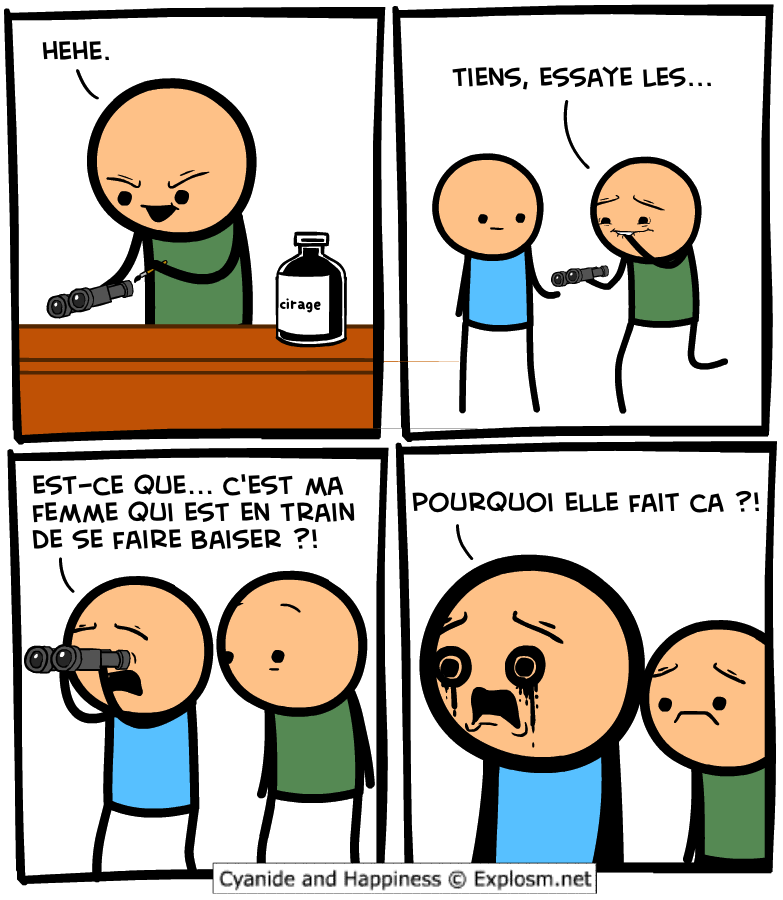 HEHE.
TIENS, ESSAYE LES...
cirage
EST-CE QUE... C'EST MA
FEMME QUI EST EN TRAIN
DE SE FAIRE BAISER ?!
POURQUOI ELLE FAIT CA ?!
Cyanide and Happiness © Explosm.net